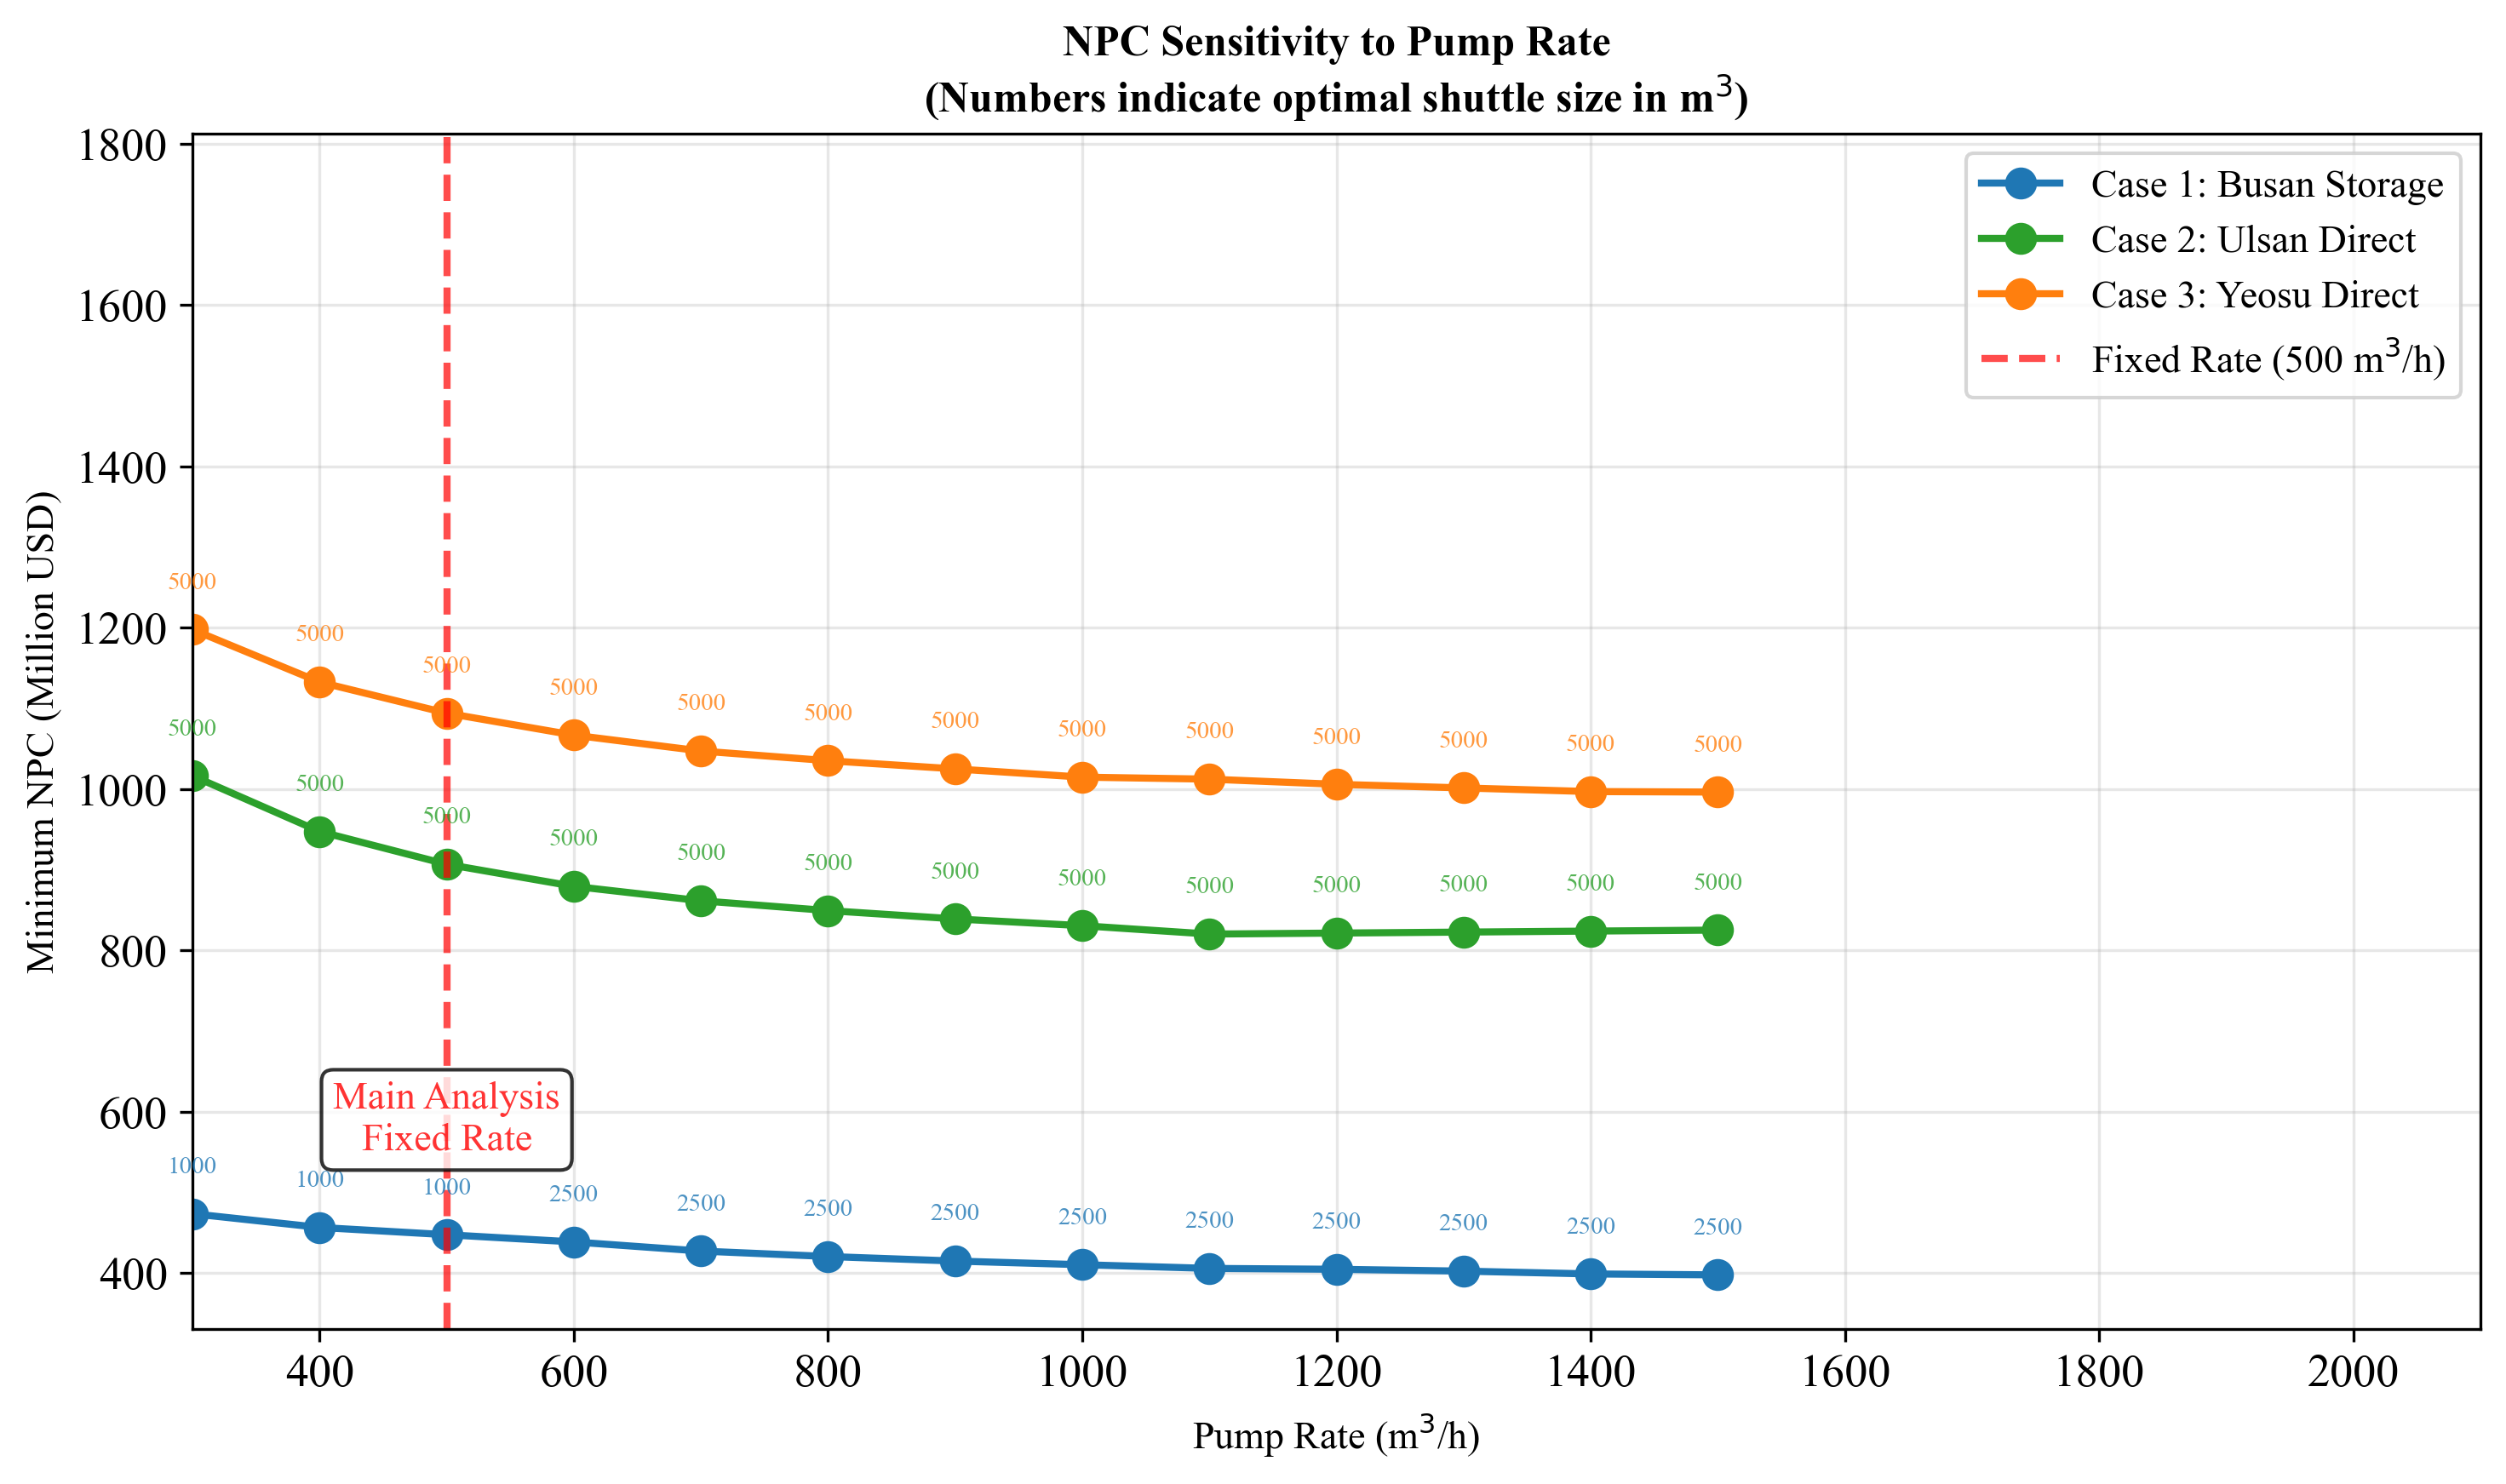 NPC Sensitivity to Pump Rate
(Numbers indicate optimal shuttle size in m³)
Case 1: Busan Storage
Case 2: Ulsan Direct
Case 3: Yeosu Direct
Fixed Rate (500 m³/h)
Minimum NPC (Million USD)
1800
1600
1400
1200
1000
800
600
400
5000 5000 5000 5000 5000 5000 5000 5000 5000 5000 5000 5000 5000
5000 5000 5000 5000 5000 5000 5000 5000 5000 5000 5000 5000 5000
Main Analysis
Fixed Rate
1000 1000 1000 2500 2500 2500 2500 2500 2500 2500 2500 2500 2500
400 600 800 1000 1200 1400 1600 1800 2000
Pump Rate (m³/h)